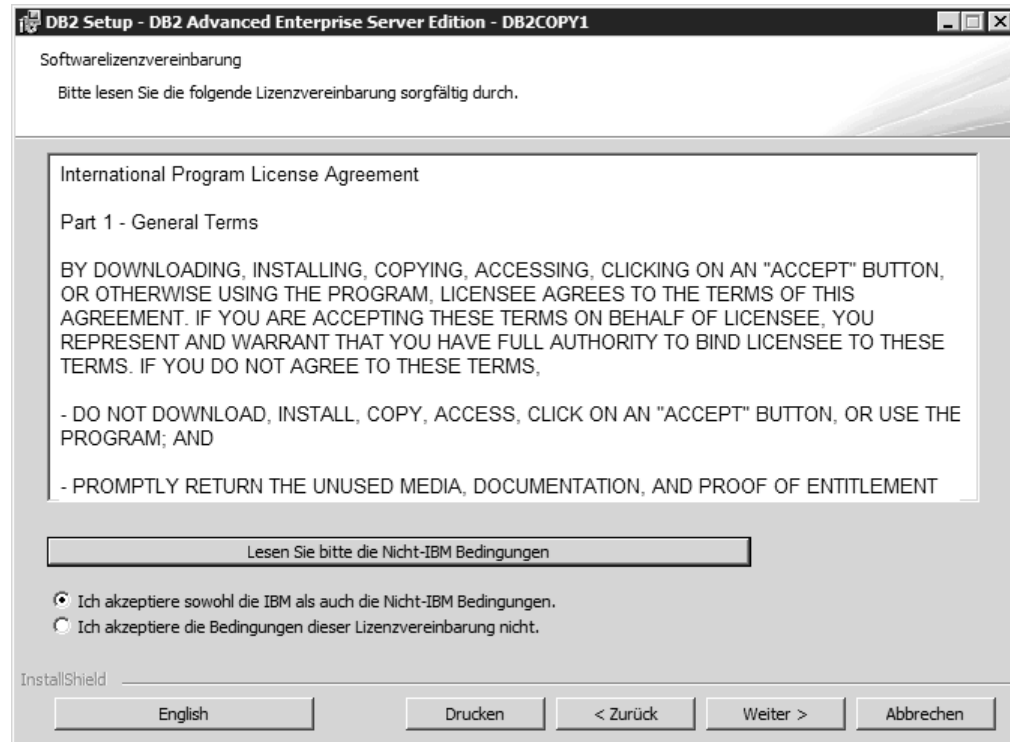 DB2 Setup - DB2 Advanced Enterprise Server Edition - DB2COPY1
Softwarelizenzvereinbarung
Bitte lesen Sie die folgende Lizenzvereinbarung sorgfältig durch.
International Program License Agreement
Part 1 - General Terms
BY DOWNLOADING, INSTALLING, COPYING, ACCESSING, CLICKING ON AN "ACCEPT" BUTTON,
OR OTHERWISE USING THE PROGRAM, LICENSEE AGREES TO THE TERMS OF THIS
AGREEMENT. IF YOU ARE ACCEPTING THESE TERMS ON BEHALF OF LICENSEE, YOU
REPRESENT AND WARRANT THAT YOU HAVE FULL AUTHORITY TO BIND LICENSEE TO THESE
TERMS. IF YOU DO NOT AGREE TO THESE TERMS,
- DO NOT DOWNLOAD, INSTALL, COPY, ACCESS, CLICK ON AN "ACCEPT" BUTTON, OR USE THE
PROGRAM; AND
- PROMPTLY RETURN THE UNUSED MEDIA, DOCUMENTATION, AND PROOF OF ENTITLEMENT
Lesen Sie bitte die Nicht-IBM Bedingungen
Ich akzeptiere sowohl die IBM als auch die Nicht-IBM Bedingungen.
Ich akzeptiere die Bedingungen dieser Lizenzvereinbarung nicht.
InstallShield
English Drucken < Zurück Weiter > Abbrechen